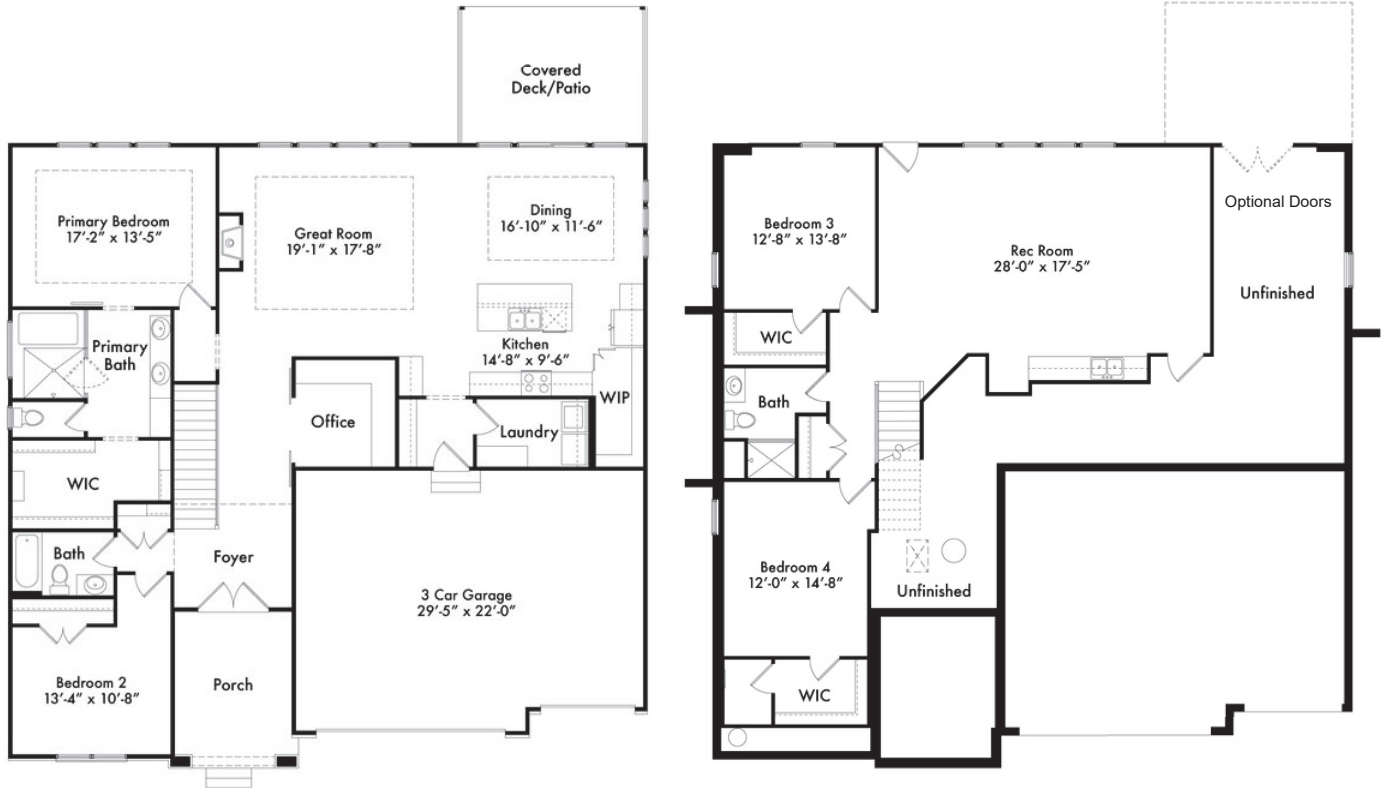 Covered
Deck/Patio
Primary Bedroom
17'-2" x 13'-5"
Great Room
19'-1" x 17'-8"
Dining
16'-10" x 11'-6"
Primary
Bath
Kitchen
14'-8" x 9'-6"
WIP
Office
Laundry
WIC
Bath
Foyer
3 Car Garage
29'-5" x 22'-0"
Bedroom 2
13'-4" x 10'-8"
Porch
Optional Doors
Bedroom 3
12'-8" x 13'-8"
Rec Room
28'-0" x 17'-5"
Unfinished
WIC
Bath
Bedroom 4
12'-0" x 14'-8"
Unfinished
WIC